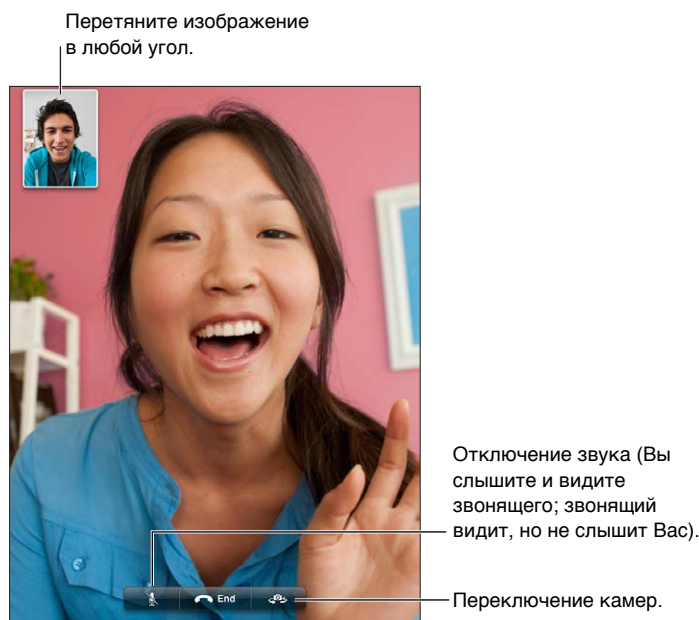 Перетяните изображение
в любой угол.
Отключение звука (Вы
слышите и видите
звонящего; звонящий
видит, но не слышит Вас).
End
Переключение камер.